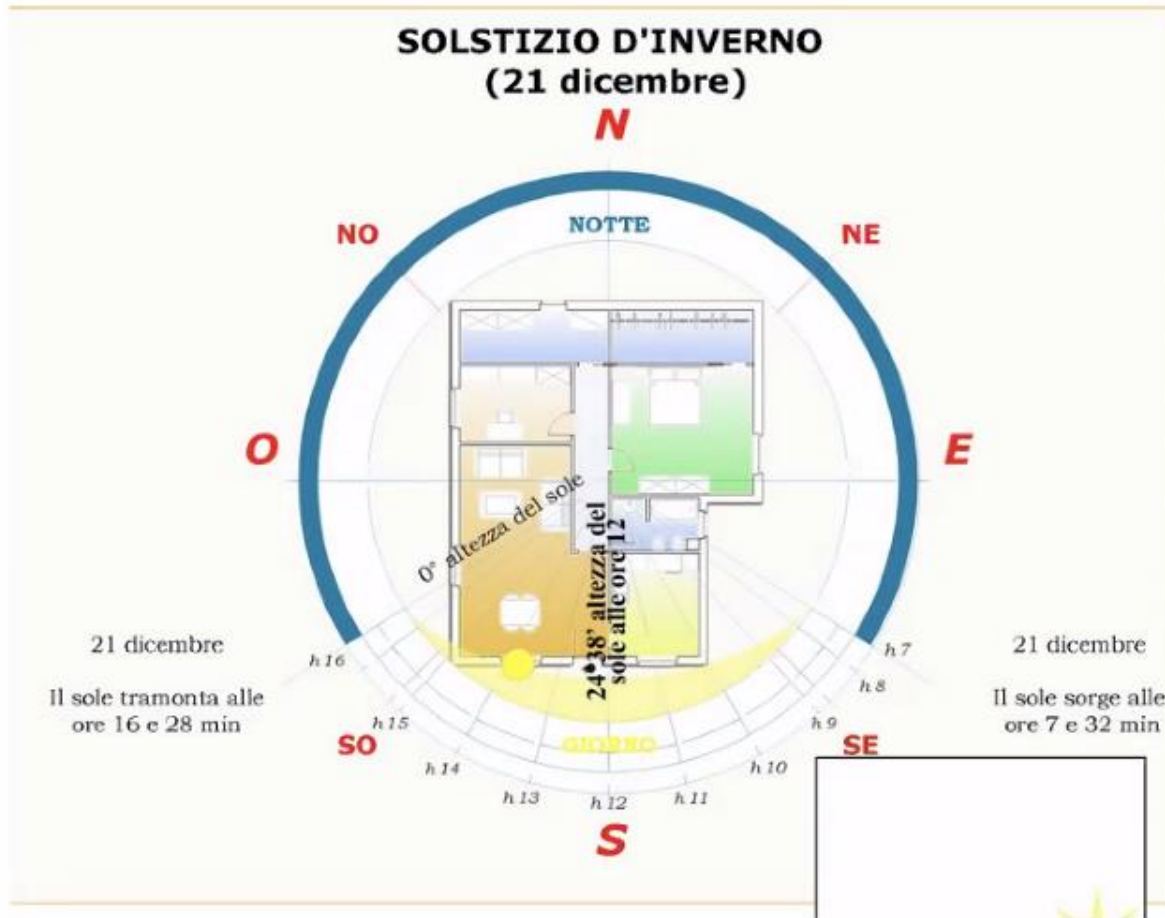 SOLSTIZIO D'INVERNO
(21 dicembre)
N
NOTTE
NO
NE
O
E
0° altezza del sole
24°38' altezza del
sole alle ore 12
21 dicembre
Il sole tramonta alle
ore 16 e 28 min
21 dicembre
Il sole sorge alle
ore 7 e 32 min
h 16
h 15
h 14
h 13
h 12
h 11
h 10
h 9
h 8
h 7
SO
GIORNO
SE
S